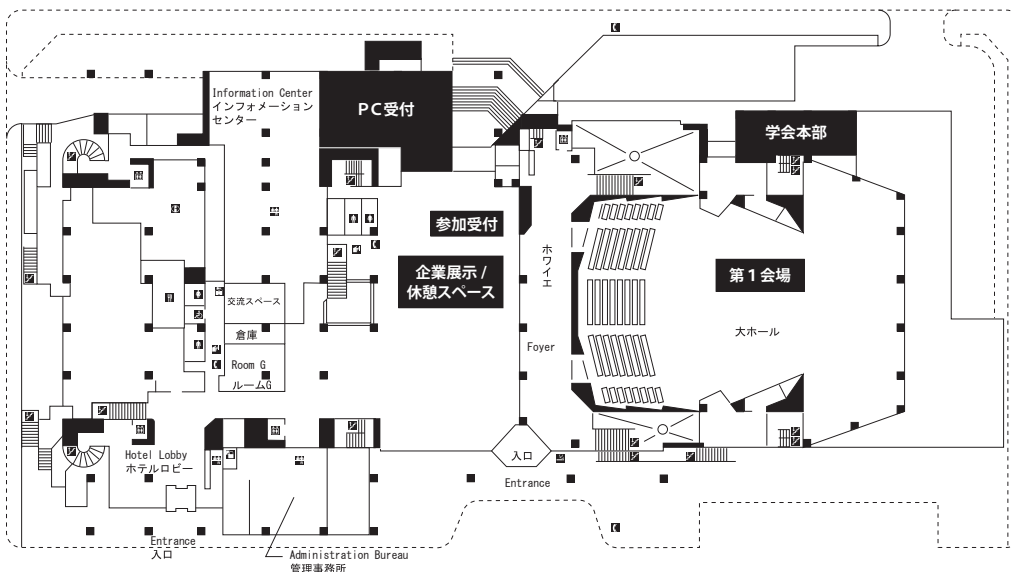 Information Center
インフォメーション
センター
PC受付
学会本部
参加受付
企業展示 /
休憩スペース
ホワイエ
Foyer
第1会場
大ホール
交流スペース
倉庫
Room G
ルームG
Hotel Lobby
ホテルロビー
入口
Entrance
Entrance
入口
Administration Bureau
管理事務所